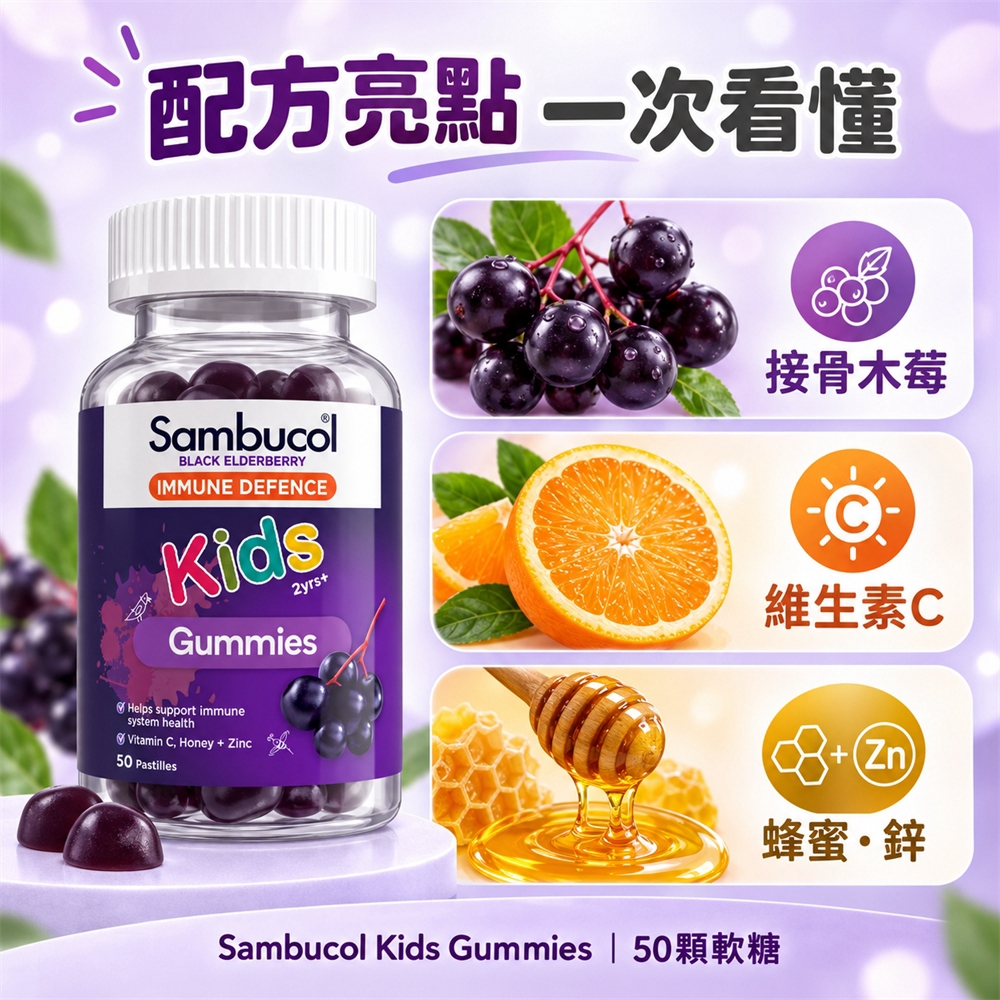 配方亮點 一次看懂
Sambucol®
BLACK ELDERBERRY
IMMUNE DEFENCE
Kids
2yrs+
Gummies
Helps support immune
system health
Vitamin C, Honey + Zinc
50 Pastilles
接骨木莓
C
維生素C
+ Zn
蜂蜜・鋅
Sambucol Kids Gummies | 50顆軟糖